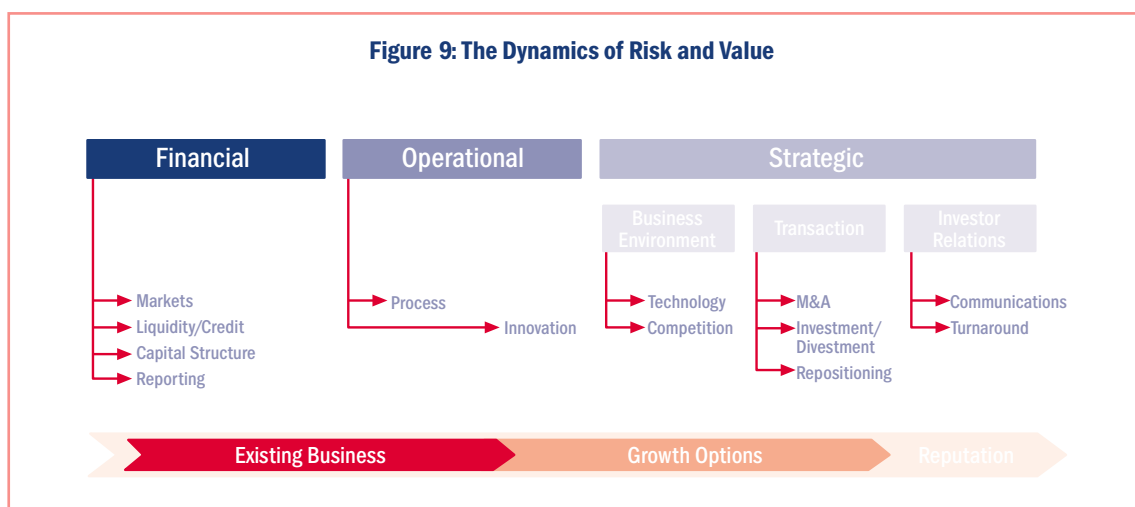 Figure 9: The Dynamics of Risk and Value
Financial
Operational
Strategic
Business
Environment
Transaction
Investor
Relations
Markets
Liquidity/Credit
Capital Structure
Reporting
Process
Innovation
Technology
Competition
M&A
Investment/
Divestment
Repositioning
Communications
Turnaround
Existing Business
Growth Options
Reputation